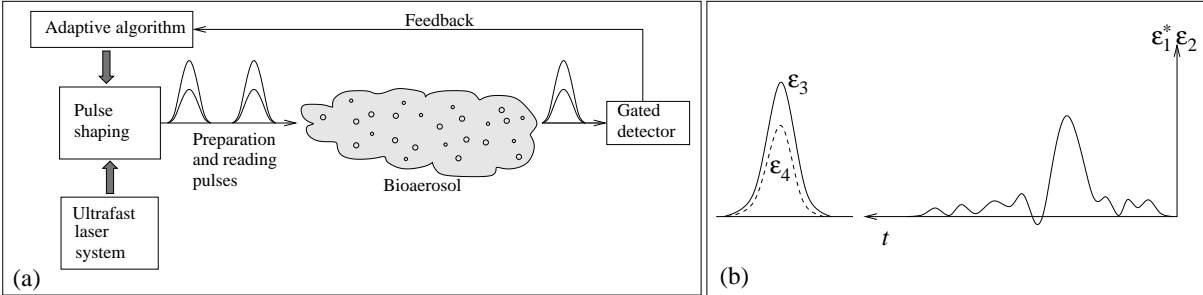 Adaptive algorithm
Feedback
Pulse
shaping
Preparation
and reading
pulses
Bioaerosol
Gated
detector
Ultrafast
laser
system
(a)
ε₁*ε₂
ε₃
ε₄
t
(b)